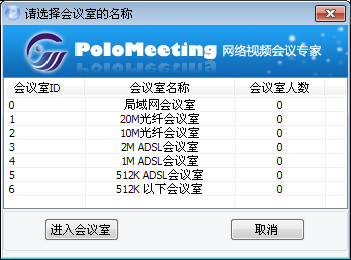 请选择会议室的名称
PoloMeeting 网络视频会议专家
会议室ID 会议室名称 会议室人数
0 局域网会议室 0
1 20M光纤会议室 0
2 10M光纤会议室 0
3 2M ADSL会议室 0
4 1M ADSL会议室 0
5 512K ADSL会议室 0
6 512K 以下会议室 0
进入会议室 取消